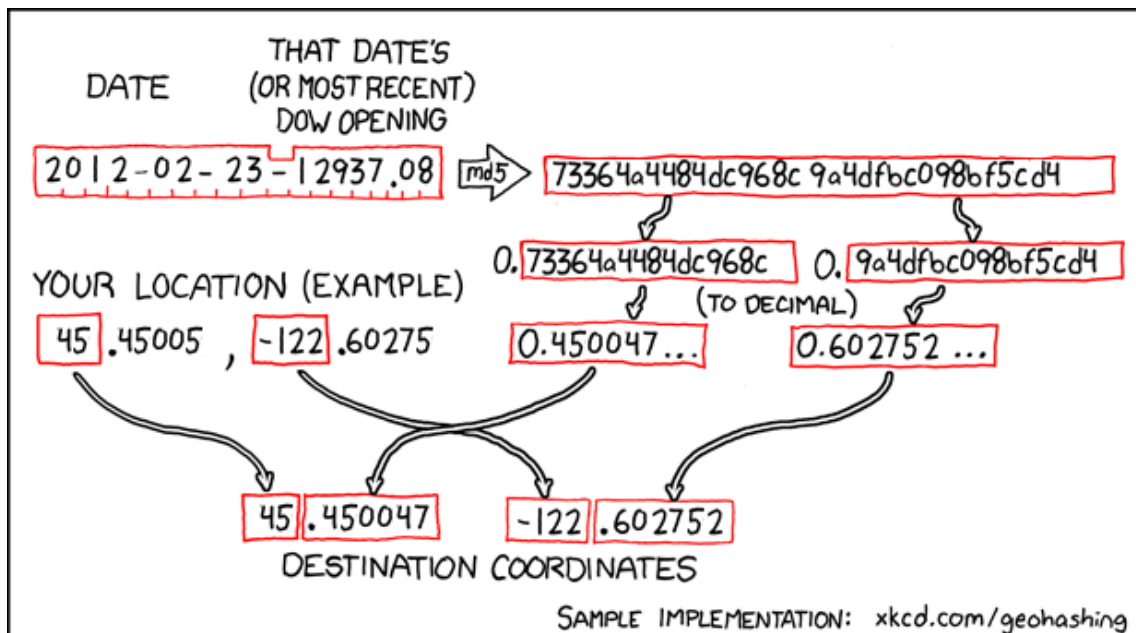 DATE
THAT DATE'S
(OR MOST RECENT)
DOW OPENING
2012-02-23-12937.08
md5
73364a4484dc968c9a4dfbc098bf5cd4
0.73364a4484dc968c
0.9a4dfbc098bf5cd4
(TO DECIMAL)
YOUR LOCATION (EXAMPLE)
45.45005, -122.60275
0.450047...
0.602752...
45.450047
-122.602752
DESTINATION COORDINATES
SAMPLE IMPLEMENTATION: xkcd.com/geohashing